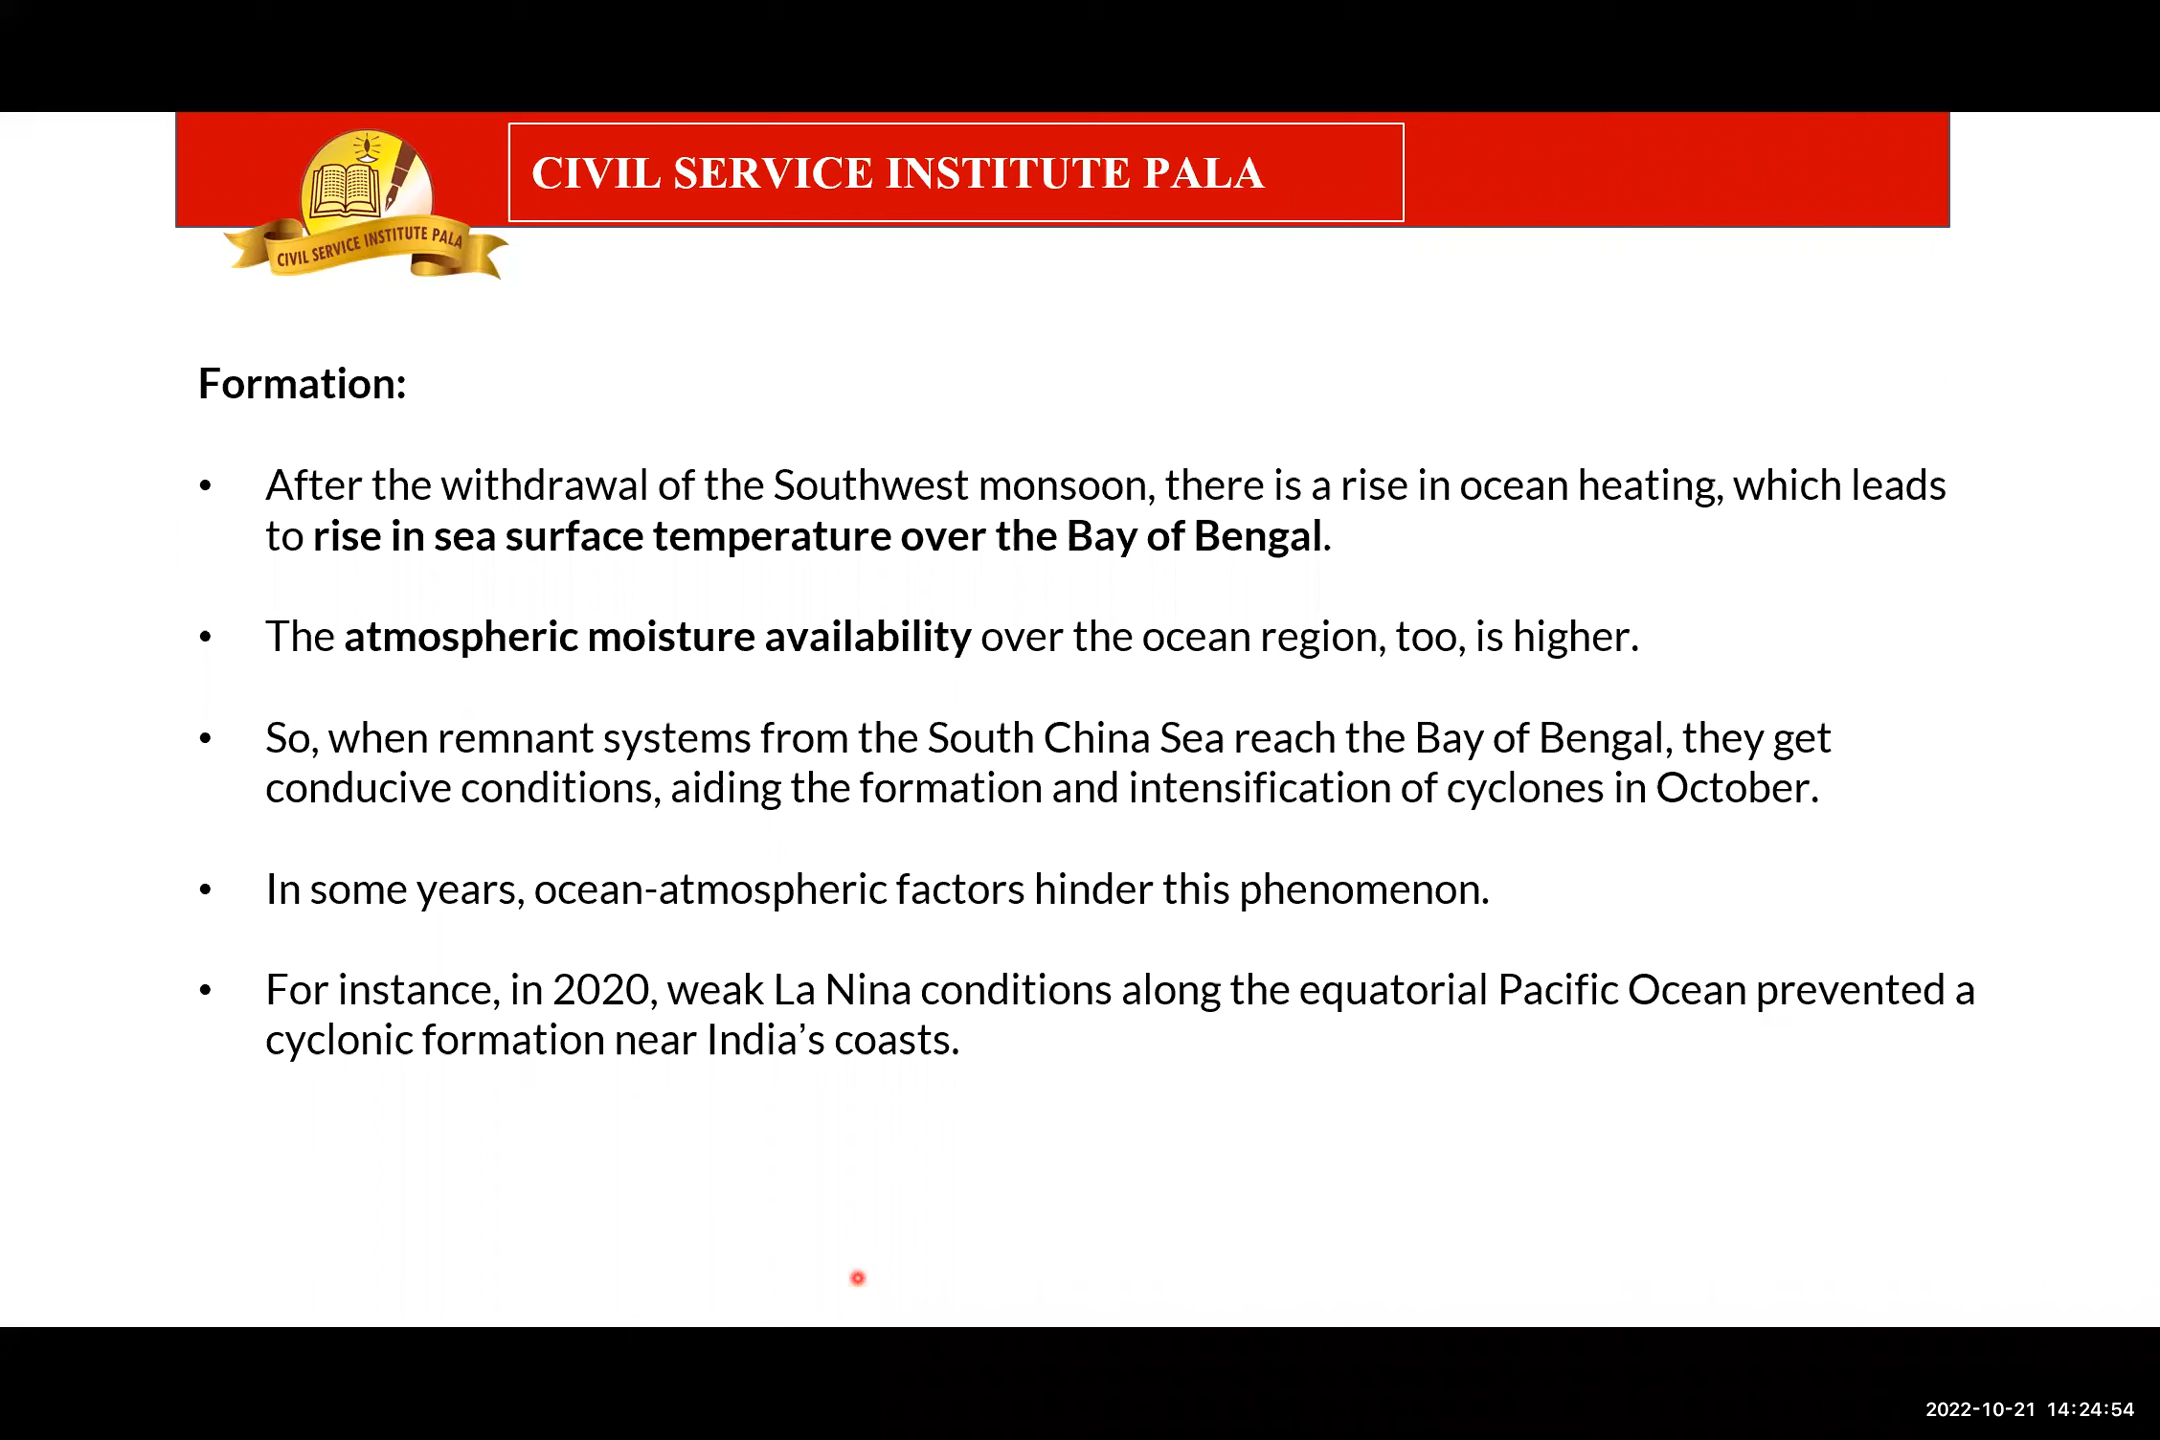 CIVIL SERVICE INSTITUTE PALA
CIVIL SERVICE INSTITUTE PALA
Formation:
• After the withdrawal of the Southwest monsoon, there is a rise in ocean heating, which leads
to rise in sea surface temperature over the Bay of Bengal.
• The atmospheric moisture availability over the ocean region, too, is higher.
• So, when remnant systems from the South China Sea reach the Bay of Bengal, they get
conducive conditions, aiding the formation and intensification of cyclones in October.
• In some years, ocean-atmospheric factors hinder this phenomenon.
• For instance, in 2020, weak La Nina conditions along the equatorial Pacific Ocean prevented a
cyclonic formation near India’s coasts.
2022-10-21 14:24:54